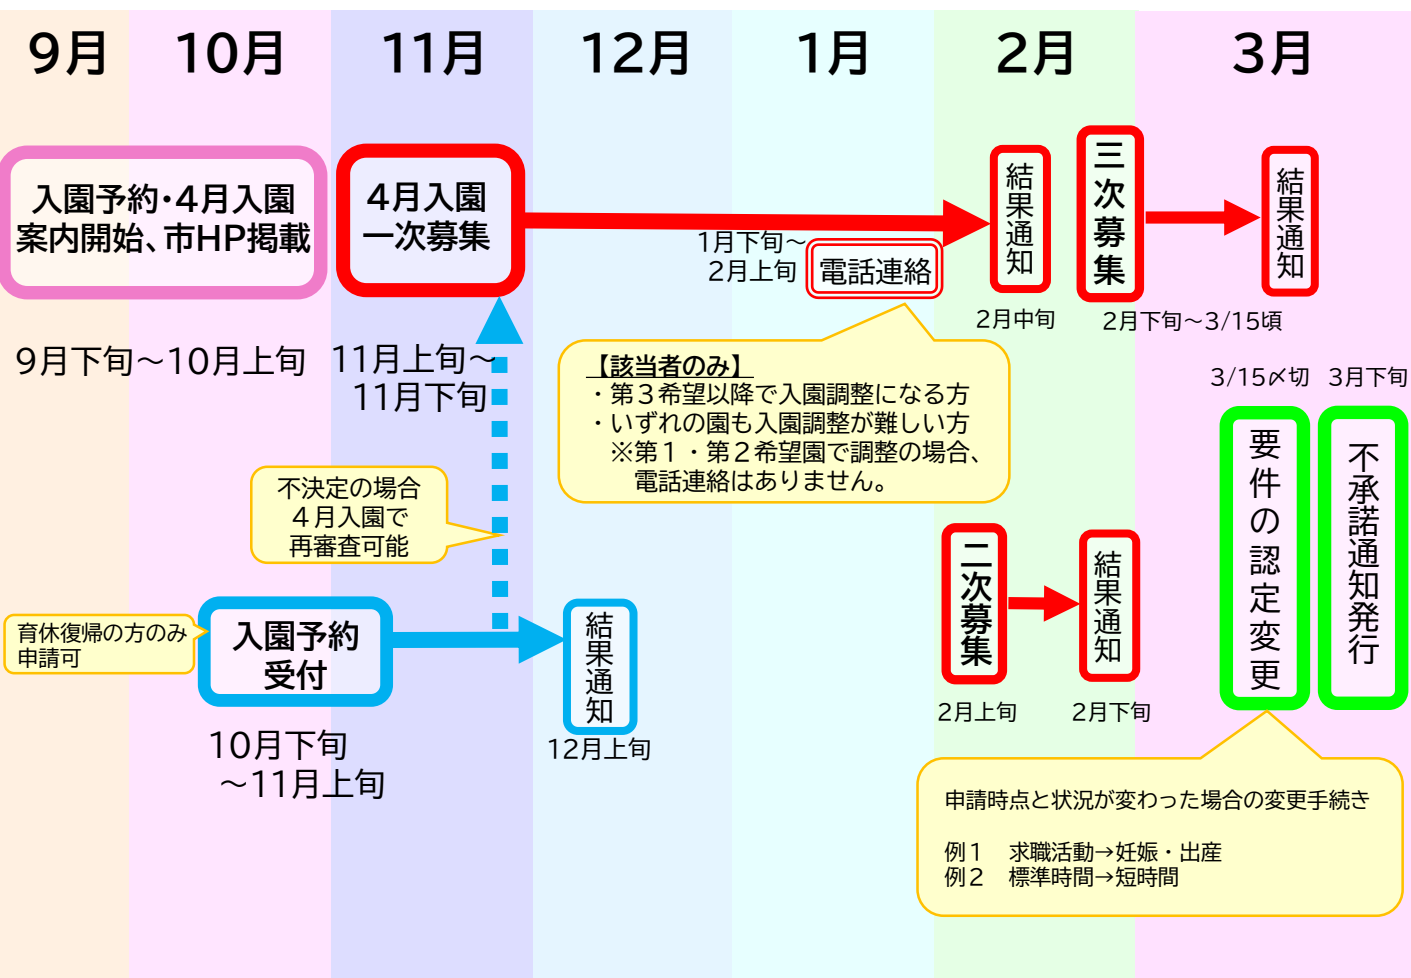 9月
10月
11月
12月
1月
2月
3月
入園予約・4月入園
案内開始、市HP掲載
9月下旬～10月上旬
4月入園
一次募集
11月上旬～
11月下旬
1月下旬～
2月上旬
電話連絡
結果通知
2月中旬
三次募集
2月下旬～3/15頃
結果通知
【該当者のみ】
・第３希望以降で入園調整になる方
・いずれの園も入園調整が難しい方
※第１・第２希望園で調整の場合、
電話連絡はありません。
3/15〆切
3月下旬
要件の認定変更
不承諾通知発行
不決定の場合
４月入園で
再審査可能
育休復帰の方のみ
申請可
入園予約
受付
10月下旬
～11月上旬
結果通知
12月上旬
二次募集
2月上旬
結果通知
2月下旬
申請時点と状況が変わった場合の変更手続き
例１　求職活動→妊娠・出産
例２　標準時間→短時間